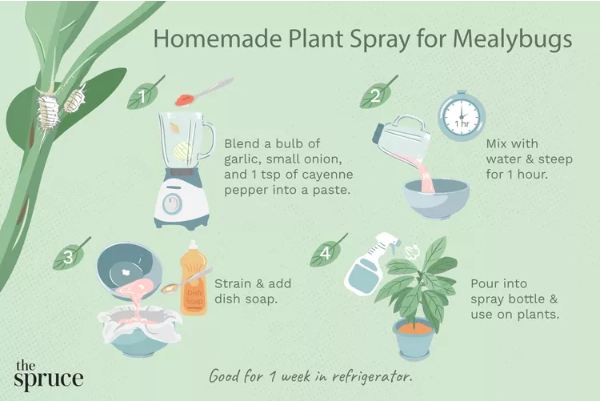 Homemade Plant Spray for Mealybugs
1
Blend a bulb of
garlic, small onion,
and 1 tsp of cayenne
pepper into a paste.
2
1 hr
Mix with
water & steep
for 1 hour.
3
Dish
Soap
Strain & add
dish soap.
4
Pour into
spray bottle &
use on plants.
the
spruce
Good for 1 week in refrigerator.